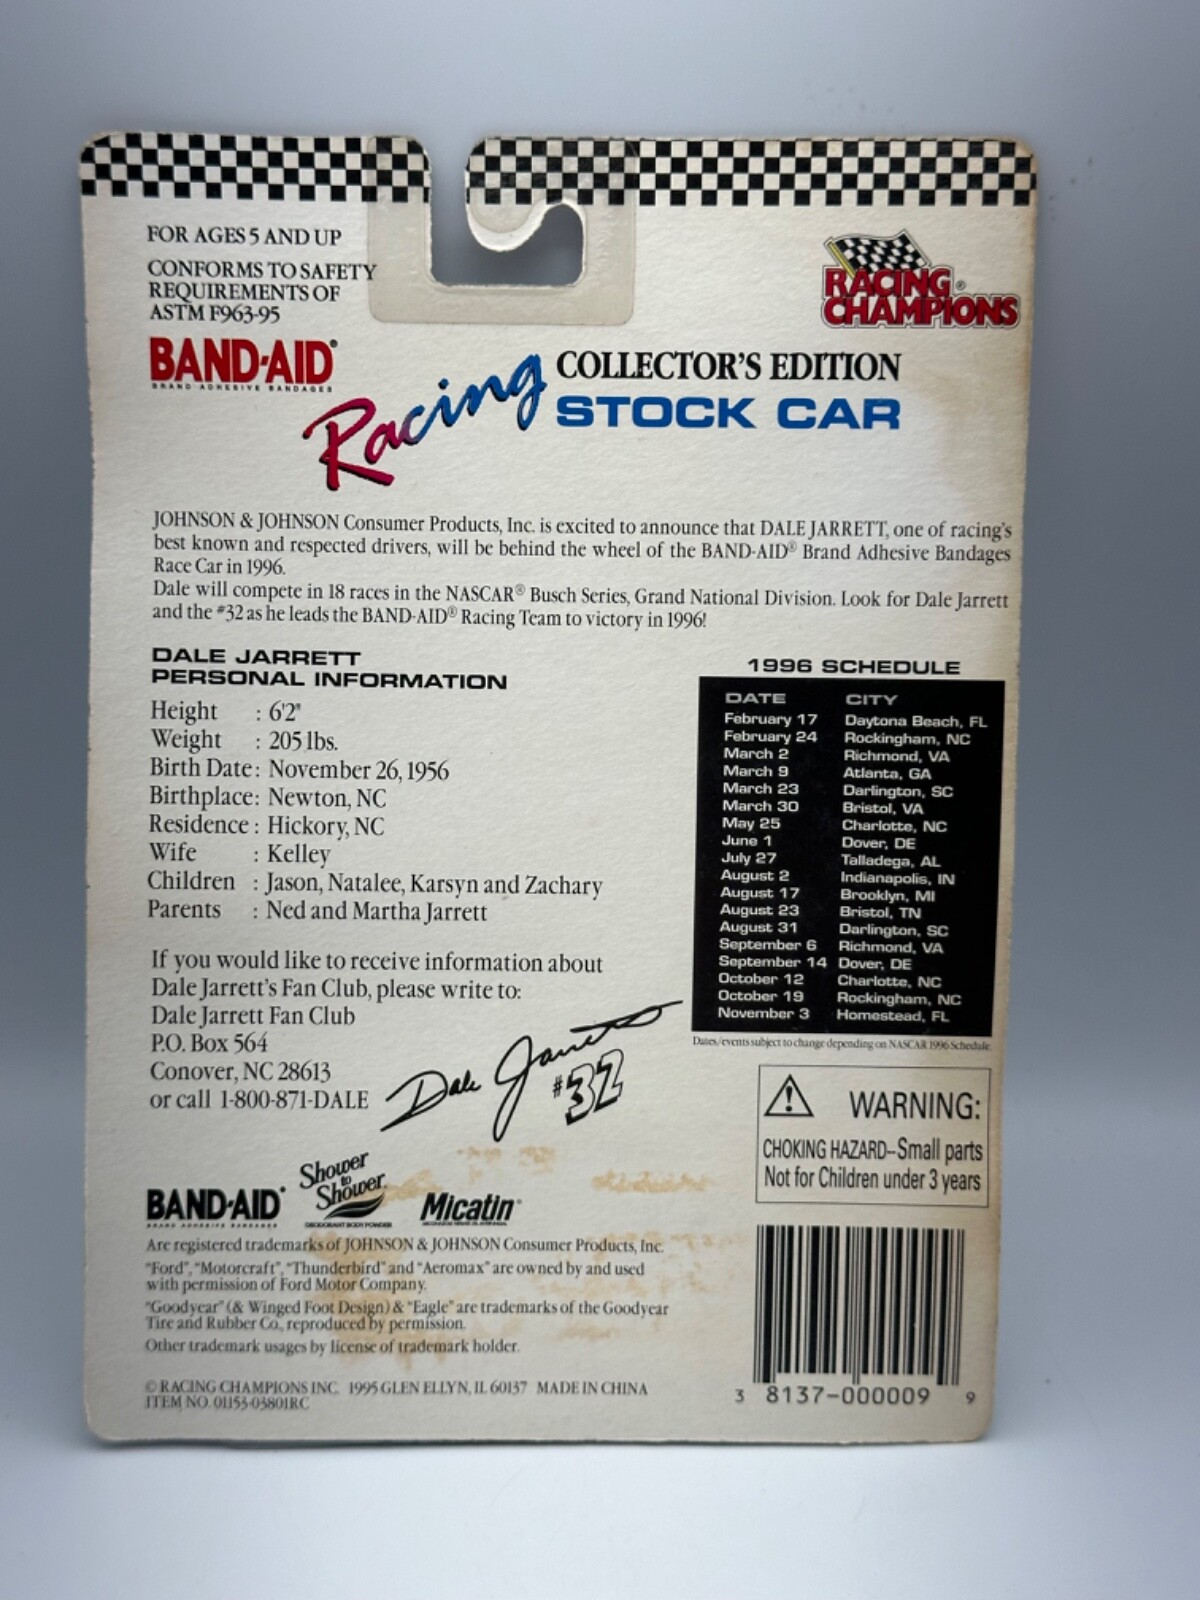 FOR AGES 5 AND UP
CONFORMS TO SAFETY
REQUIREMENTS OF
ASTM F963-95
RACING®
CHAMPIONS
BAND-AID®
BRAND ADHESIVE BANDAGES
Racing
COLLECTOR'S EDITION
STOCK CAR
JOHNSON & JOHNSON Consumer Products, Inc. is excited to announce that DALE JARRETT, one of racing's
best known and respected drivers, will be behind the wheel of the BAND-AID® Brand Adhesive Bandages
Race Car in 1996.
Dale will compete in 18 races in the NASCAR® Busch Series, Grand National Division. Look for Dale Jarrett
and the #32 as he leads the BAND-AID® Racing Team to victory in 1996!
DALE JARRETT
PERSONAL INFORMATION
Height : 6'2"
Weight : 205 lbs.
Birth Date: November 26, 1956
Birthplace: Newton, NC
Residence : Hickory, NC
Wife : Kelley
Children : Jason, Natalee, Karsyn and Zachary
Parents : Ned and Martha Jarrett
If you would like to receive information about
Dale Jarrett's Fan Club, please write to:
Dale Jarrett Fan Club
P.O. Box 564
Conover, NC 28613
or call 1-800-871-DALE
Dale Jarrett
#32
1996 SCHEDULE
DATE CITY
February 17 Daytona Beach, FL
February 24 Rockingham, NC
March 2 Richmond, VA
March 9 Atlanta, GA
March 23 Darlington, SC
March 30 Bristol, VA
May 25 Charlotte, NC
June 1 Dover, DE
July 27 Talladega, AL
August 2 Indianapolis, IN
August 17 Brooklyn, MI
August 23 Bristol, TN
August 31 Darlington, SC
September 6 Richmond, VA
September 14 Dover, DE
October 12 Charlotte, NC
October 19 Rockingham, NC
November 3 Homestead, FL
Dates/events subject to change depending on NASCAR 1996 Schedule.
WARNING:
CHOKING HAZARD-Small parts
Not for Children under 3 years
BAND-AID®
BRAND ADHESIVE BANDAGES
Shower
to
Shower
DEODORANT BODY POWDER
Micatin®
Are registered trademarks of JOHNSON & JOHNSON Consumer Products, Inc.
"Ford", "Motorcraft", "Thunderbird" and "Aeromax" are owned by and used
with permission of Ford Motor Company.
"Goodyear" (& Winged Foot Design) & "Eagle" are trademarks of the Goodyear
Tire and Rubber Co., reproduced by permission.
Other trademark usages by license of trademark holder.
© RACING CHAMPIONS INC. 1995 GLEN ELLYN, IL 60137 MADE IN CHINA
ITEM NO. 01153-03801RC
3 8137-000009 9